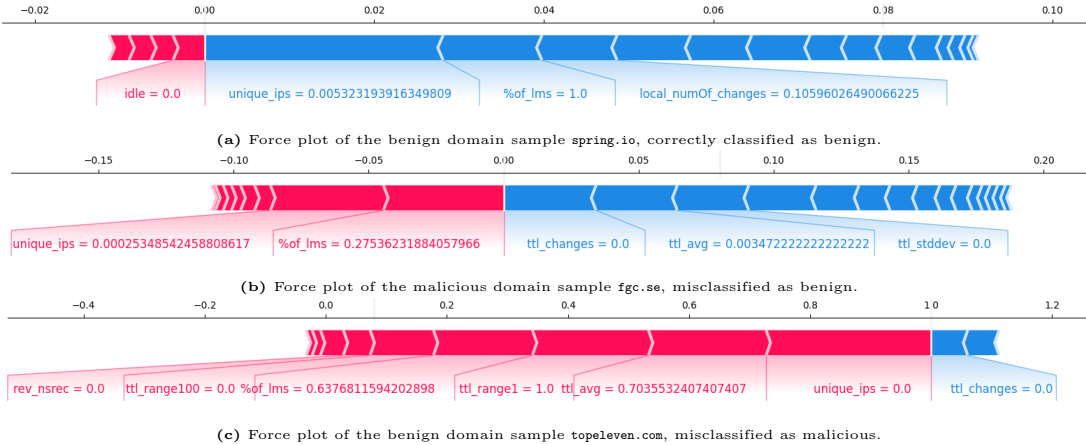 −0.02 0.00 0.02 0.04 0.06 0.08 0.10
idle = 0.0 unique_ips = 0.005323193916349809 %of_lms = 1.0 local_numOf_changes = 0.10596026490066225
(a) Force plot of the benign domain sample spring.io, correctly classified as benign.
−0.15 −0.10 −0.05 0.00 0.05 0.10 0.15 0.20
unique_ips = 0.00025348542458808617 %of_lms = 0.27536231884057966 ttl_changes = 0.0 ttl_avg = 0.003472222222222222 ttl_stddev = 0.0
(b) Force plot of the malicious domain sample fgc.se, misclassified as benign.
−0.4 −0.2 0.0 0.2 0.4 0.6 0.8 1.0 1.2
rev_nsrec = 0.0 ttl_range100 = 0.0 %of_lms = 0.6376811594202898 ttl_range1 = 1.0 ttl_avg = 0.7035532407407407 unique_ips = 0.0 ttl_changes = 0.0
(c) Force plot of the benign domain sample topeleven.com, misclassified as malicious.